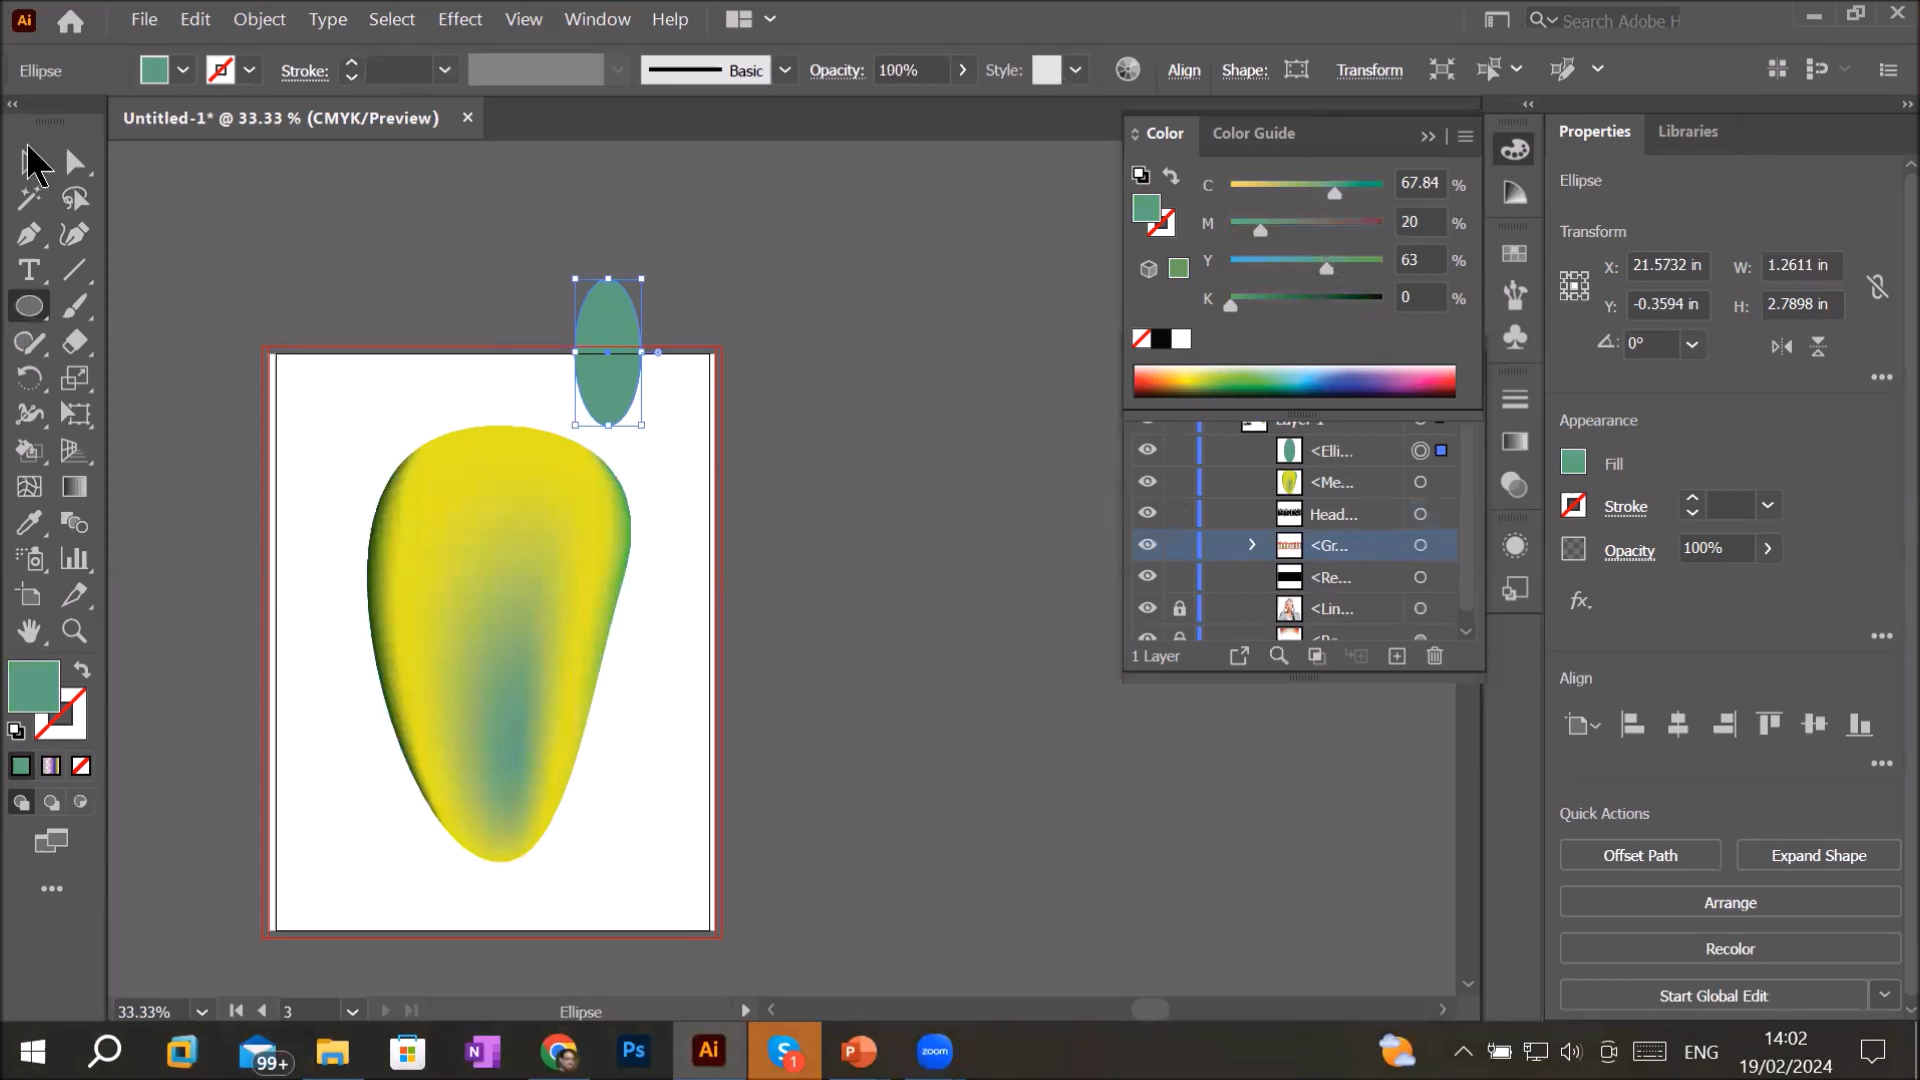 Ai File Edit Object Type Select Effect View Window Help Search Adobe H
Ellipse Stroke: Basic Opacity: 100% Style: Align Shape: Transform
Untitled-1* @ 33.33 % (CMYK/Preview) ×
Color Color Guide
C 67.84 %
M 20 %
Y 63 %
K 0 %
<Elli...
<Me...
Head...
<Gr...
<Re...
<Lin...
1 Layer
Properties Libraries
Ellipse
Transform
X: 21.5732 in W: 1.2611 in
Y: -0.3594 in H: 2.7898 in
0°
Appearance
Fill
Stroke
Opacity 100%
fx.
Align
Quick Actions
Offset Path Expand Shape
Arrange
Recolor
Start Global Edit
33.33% 3 Ellipse
99+ N Ps Ai S 1 P zoom ENG 14:02
19/02/2024